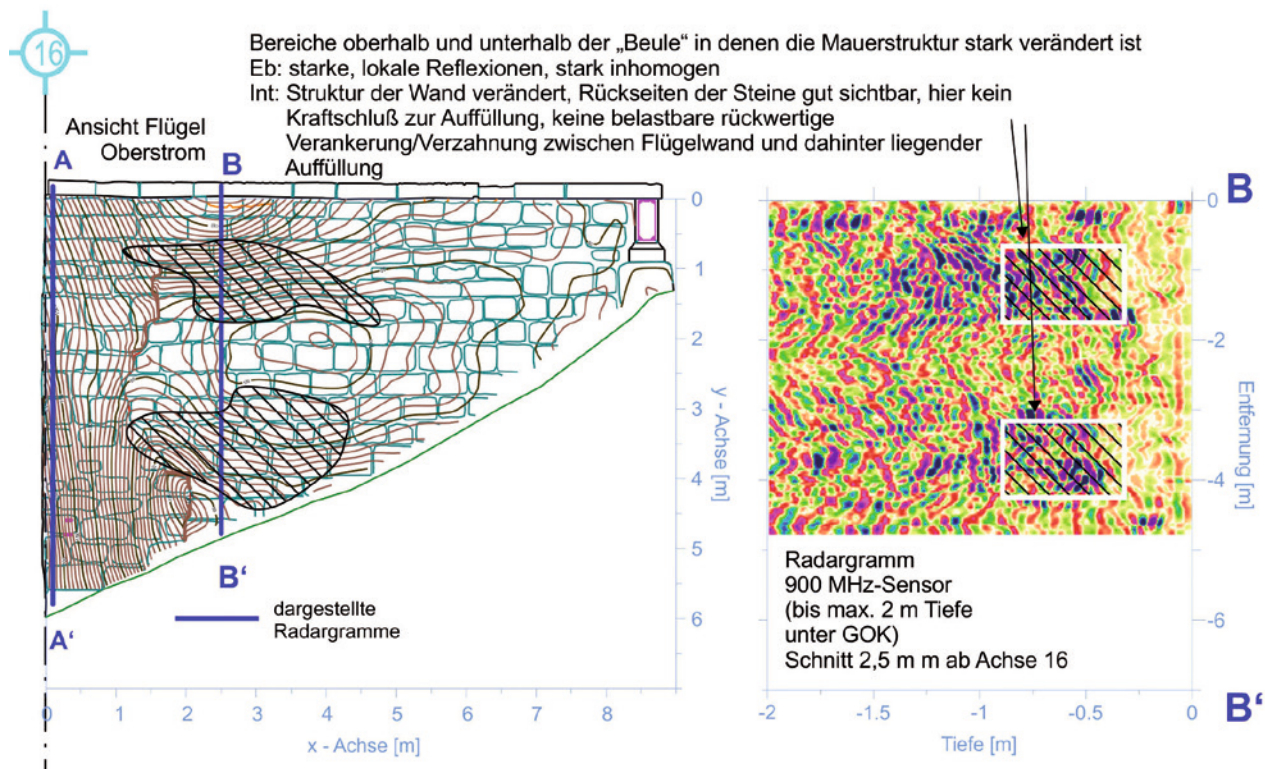 16
Bereiche oberhalb und unterhalb der „Beule“ in denen die Mauerstruktur stark verändert ist
Eb: starke, lokale Reflexionen, stark inhomogen
Int: Struktur der Wand verändert, Rückseiten der Steine gut sichtbar, hier kein
Kraftschluß zur Auffüllung, keine belastbare rückwertige
Verankerung/Verzahnung zwischen Flügelwand und dahinter liegender
Auffüllung
Ansicht Flügel
Oberstrom
A
B
A‘
B‘
dargestellte
Radargramme
0
1
2
3
4
5
6
y - Achse [m]
0 1 2 3 4 5 6 7 8
x - Achse [m]
B
0
-2
-4
-6
Entfernung [m]
B‘
Radargramm
900 MHz-Sensor
(bis max. 2 m Tiefe
unter GOK)
Schnitt 2,5 m m ab Achse 16
-2 -1.5 -1 -0.5 0
Tiefe [m]